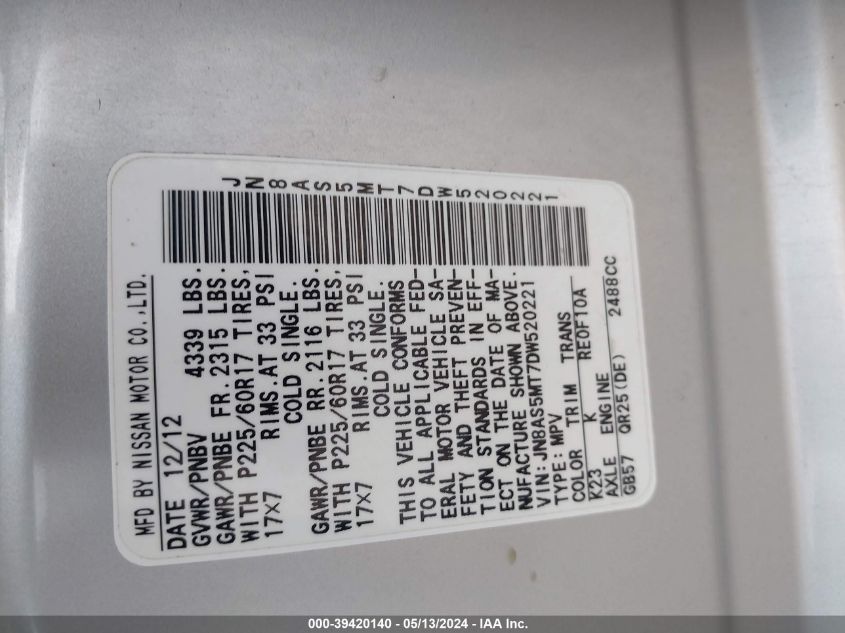 MFD BY NISSAN MOTOR CO.,LTD.
DATE 12/12
GVWR/PNBV 4339 LBS.
GAWR/PNBE FR.2315 LBS.
WITH P225/60R17 TIRES,
17X7 RIMS.AT 33 PSI
COLD SINGLE.
GAWR/PNBE RR.2116 LBS.
WITH P225/60R17 TIRES,
17X7 RIMS.AT 33 PSI
COLD SINGLE.
THIS VEHICLE CONFORMS
TO ALL APPLICABLE FED-
ERAL MOTOR VEHICLE SA-
FETY AND THEFT PREVEN-
TION STANDARDS IN EFF-
ECT ON THE DATE OF MA-
NUFACTURE SHOWN ABOVE.
VIN: JN8AS5MT7DW520221
TYPE: MPV
COLOR TRIM TRANS
K23 K RE0F10A
AXLE ENGINE
GB57 QR25(DE) 2488CC
JN8AS5MT7DW520221
000-39420140 - 05/13/2024 - IAA Inc.